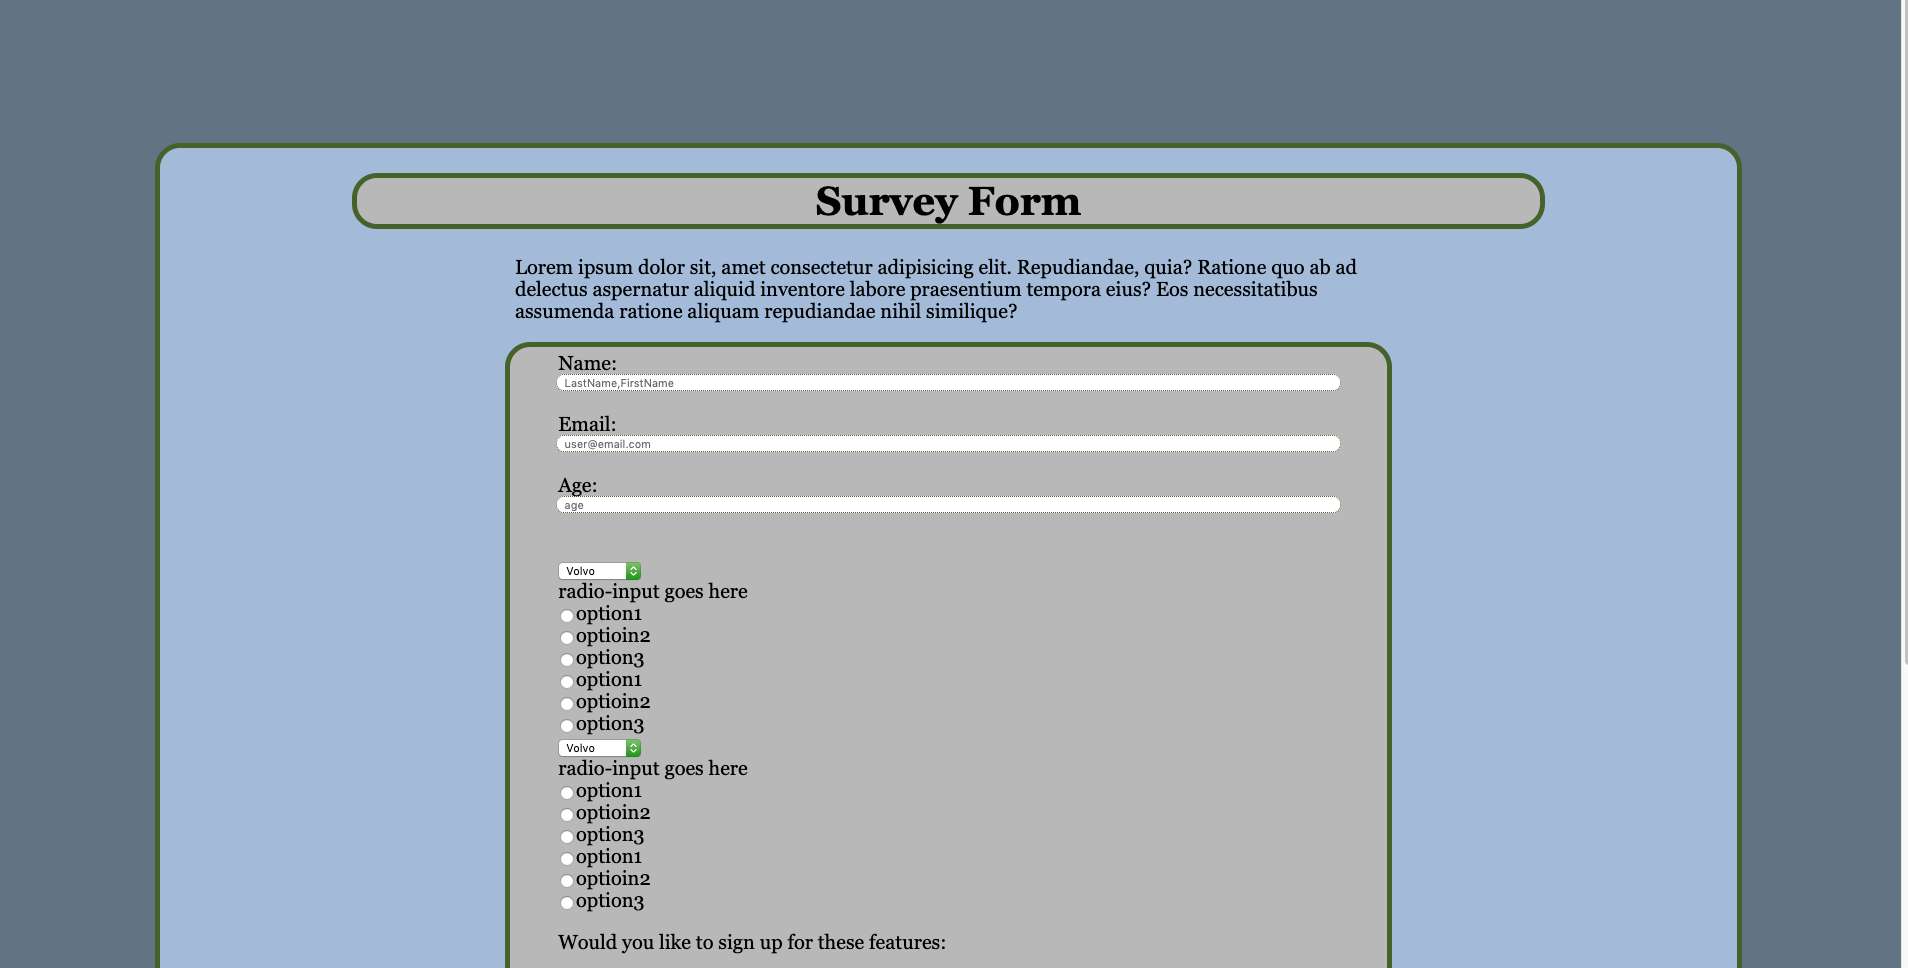 Survey Form
Lorem ipsum dolor sit, amet consectetur adipisicing elit. Repudiandae, quia? Ratione quo ab ad
delectus aspernatur aliquid inventore labore praesentium tempora eius? Eos necessitatibus
assumenda ratione aliquam repudiandae nihil similique?
Name:
LastName,FirstName
Email:
user@email.com
Age:
age
Volvo
radio-input goes here
option1
optioin2
option3
option1
optioin2
option3
Volvo
radio-input goes here
option1
optioin2
option3
option1
optioin2
option3
Would you like to sign up for these features: